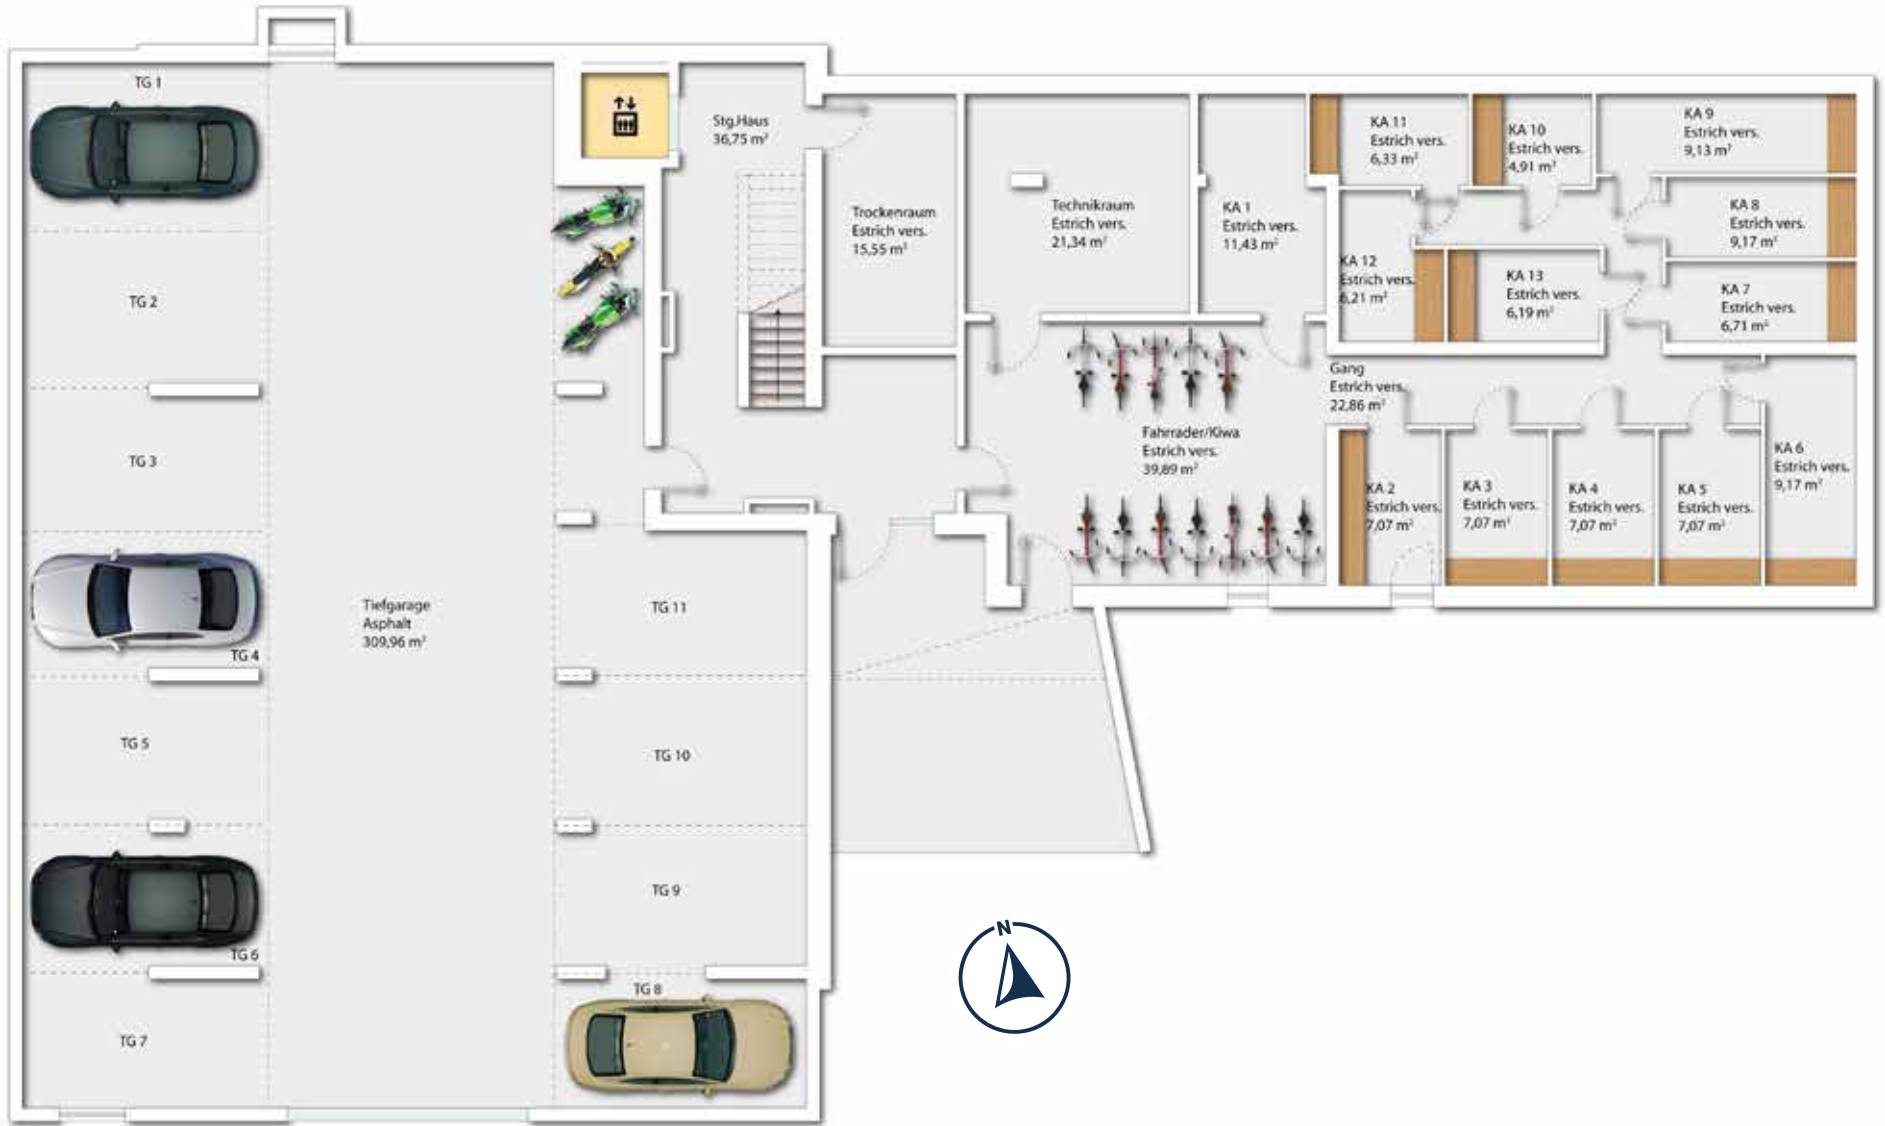 TG 1
TG 2
TG 3
TG 4
TG 5
TG 6
TG 7
Tiefgarage
Asphalt
309,96 m²
TG 11
TG 10
TG 9
TG 8
Stg.Haus
36,75 m²
Trockenraum
Estrich vers.
15,55 m²
Technikraum
Estrich vers.
21,34 m²
KA 1
Estrich vers.
11,43 m²
KA 11
Estrich vers.
6,33 m²
KA 10
Estrich vers.
4,91 m²
KA 9
Estrich vers.
9,13 m²
KA 8
Estrich vers.
9,17 m²
KA 12
Estrich vers.
6,21 m²
KA 13
Estrich vers.
6,19 m²
KA 7
Estrich vers.
6,71 m²
Gang
Estrich vers.
22,86 m²
Fahrrader/Kiwa
Estrich vers.
39,89 m²
KA 2
Estrich vers.
7,07 m²
KA 3
Estrich vers.
7,07 m²
KA 4
Estrich vers.
7,07 m²
KA 5
Estrich vers.
7,07 m²
KA 6
Estrich vers.
9,17 m²
N